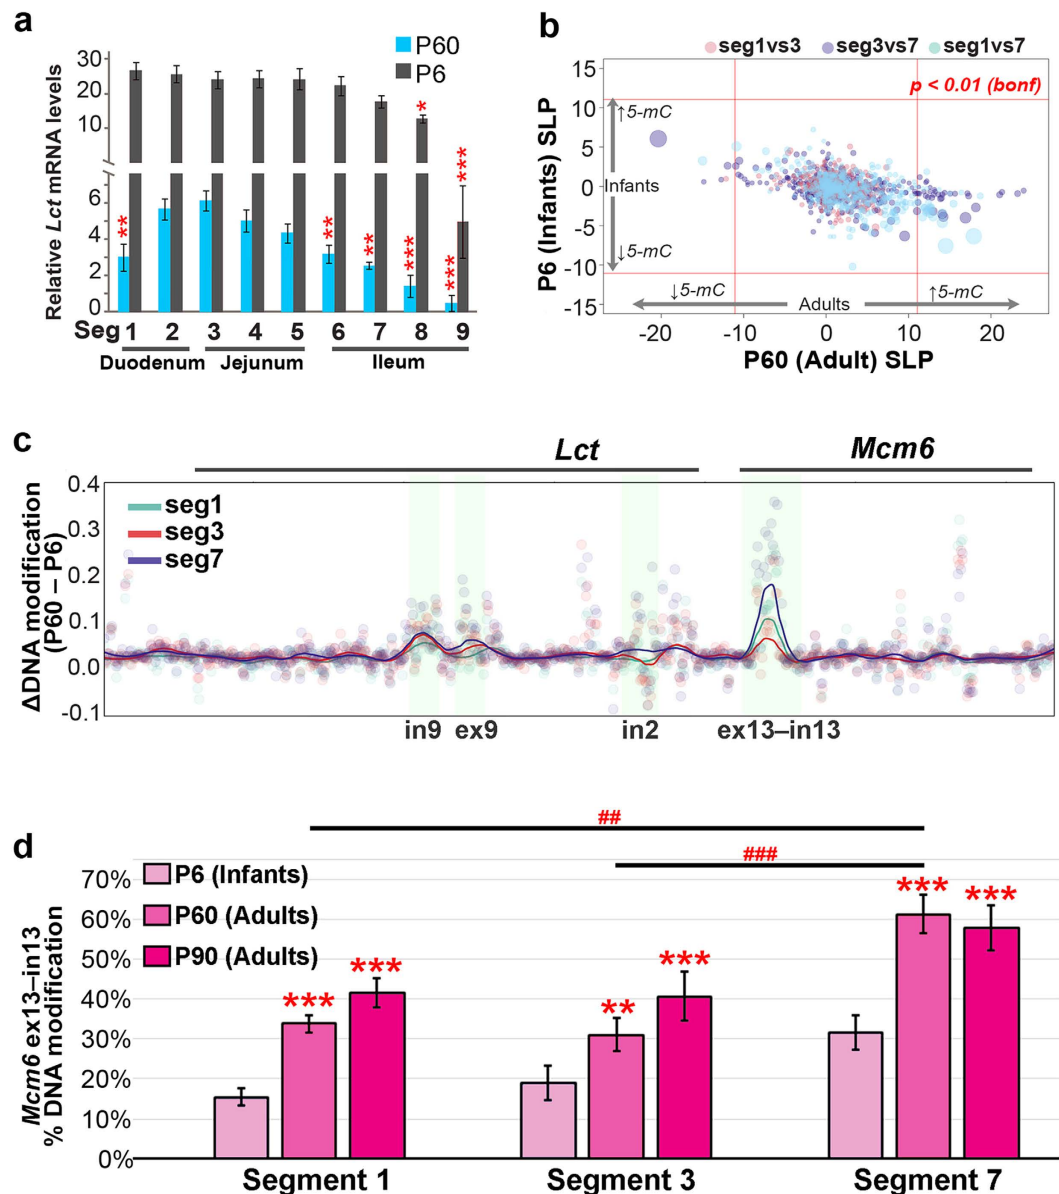 a
P60
P6
Relative Lct mRNA levels
30
10
6
4
2
0
** ** ** *** * *** ***
Seg 1 2 3 4 5 6 7 8 9
Duodenum Jejunum Ileum
b
seg1vs3 seg3vs7 seg1vs7
p < 0.01 (bonf)
P6 (Infants) SLP
15
10
5
0
-5
-10
-15
↑5-mC
Infants
↓5-mC
↓5-mC Adults ↑5-mC
-20 -10 0 10 20
P60 (Adult) SLP
c
Lct Mcm6
ΔDNA modification
(P60 – P6)
0.4
0.3
0.2
0.1
0.0
-0.1
seg1
seg3
seg7
in9 ex9 in2 ex13–in13
d
##
###
P6 (Infants)
P60 (Adults)
P90 (Adults)
Mcm6 ex13–in13
% DNA modification
70%
60%
50%
40%
30%
20%
10%
0%
*** *** ** *** *** ***
Segment 1 Segment 3 Segment 7